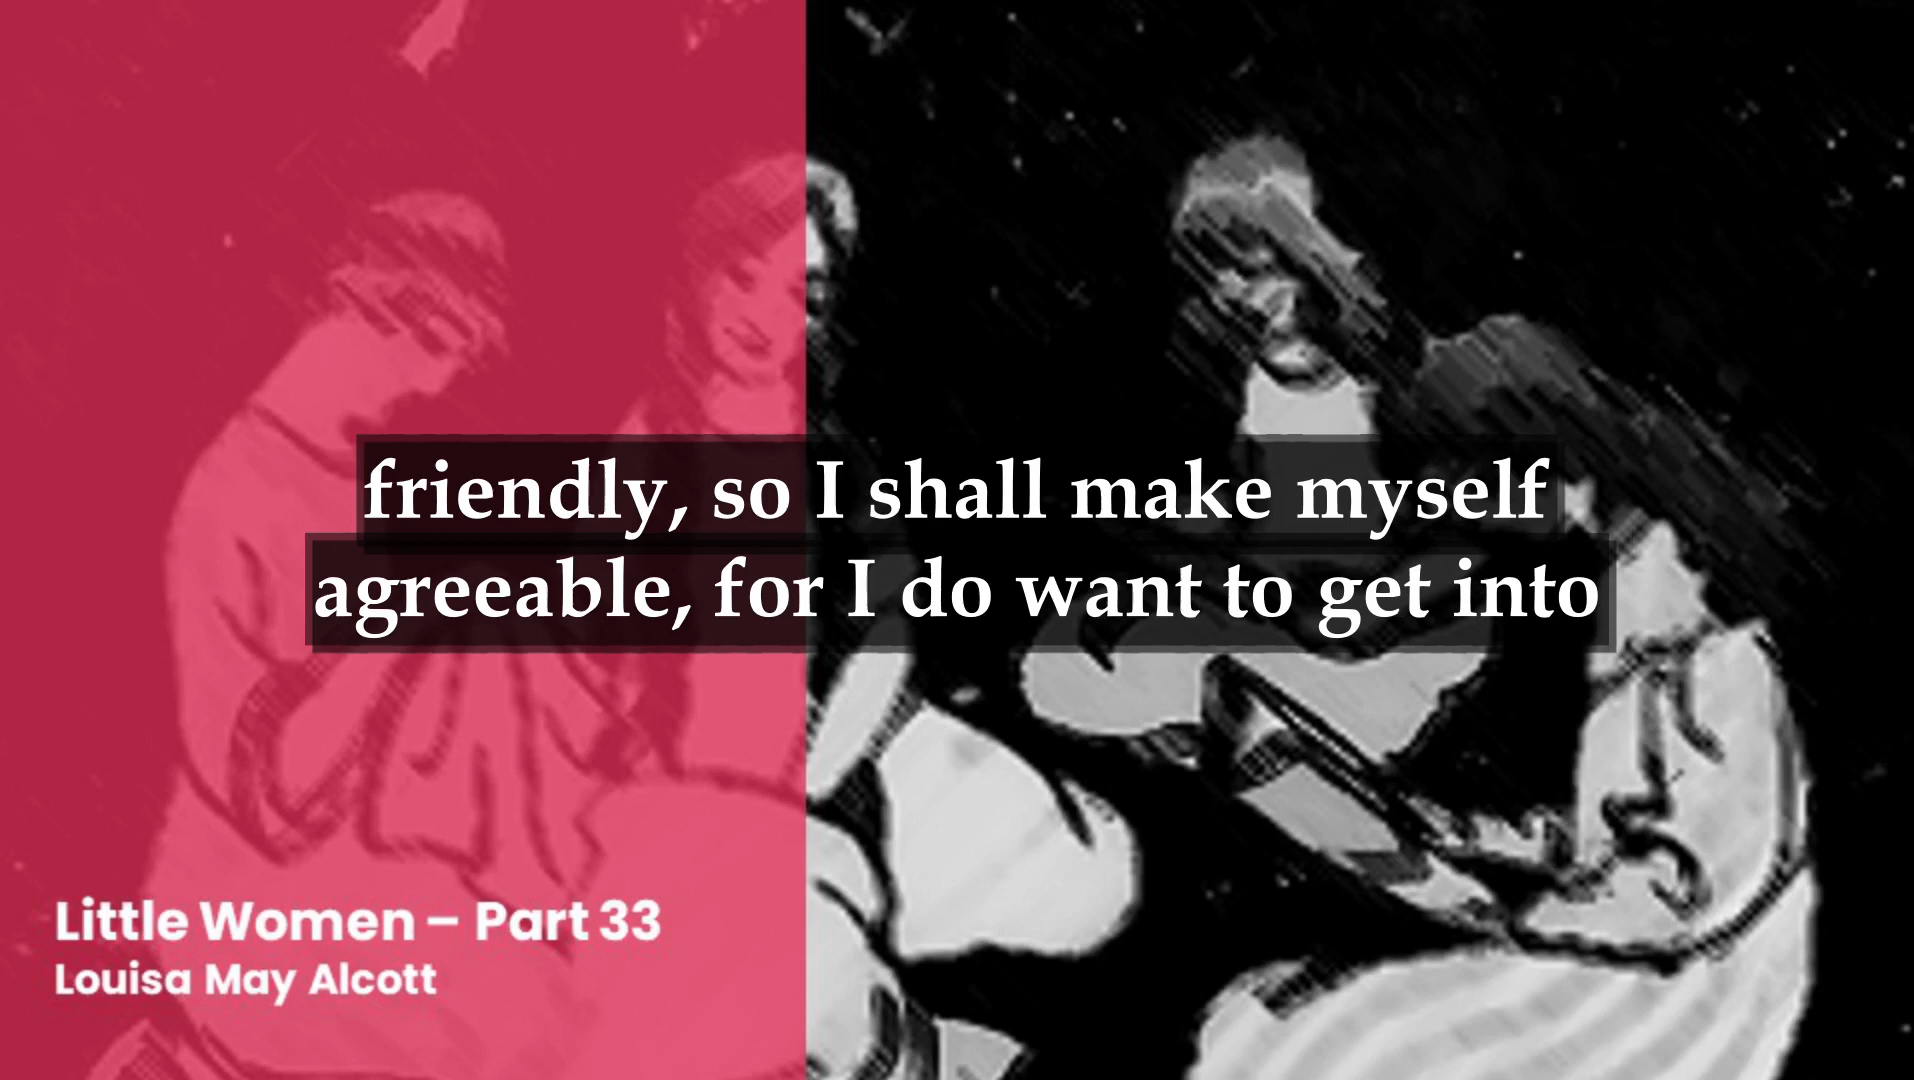 friendly, so I shall make myself
agreeable, for I do want to get into
Little Women – Part 33
Louisa May Alcott